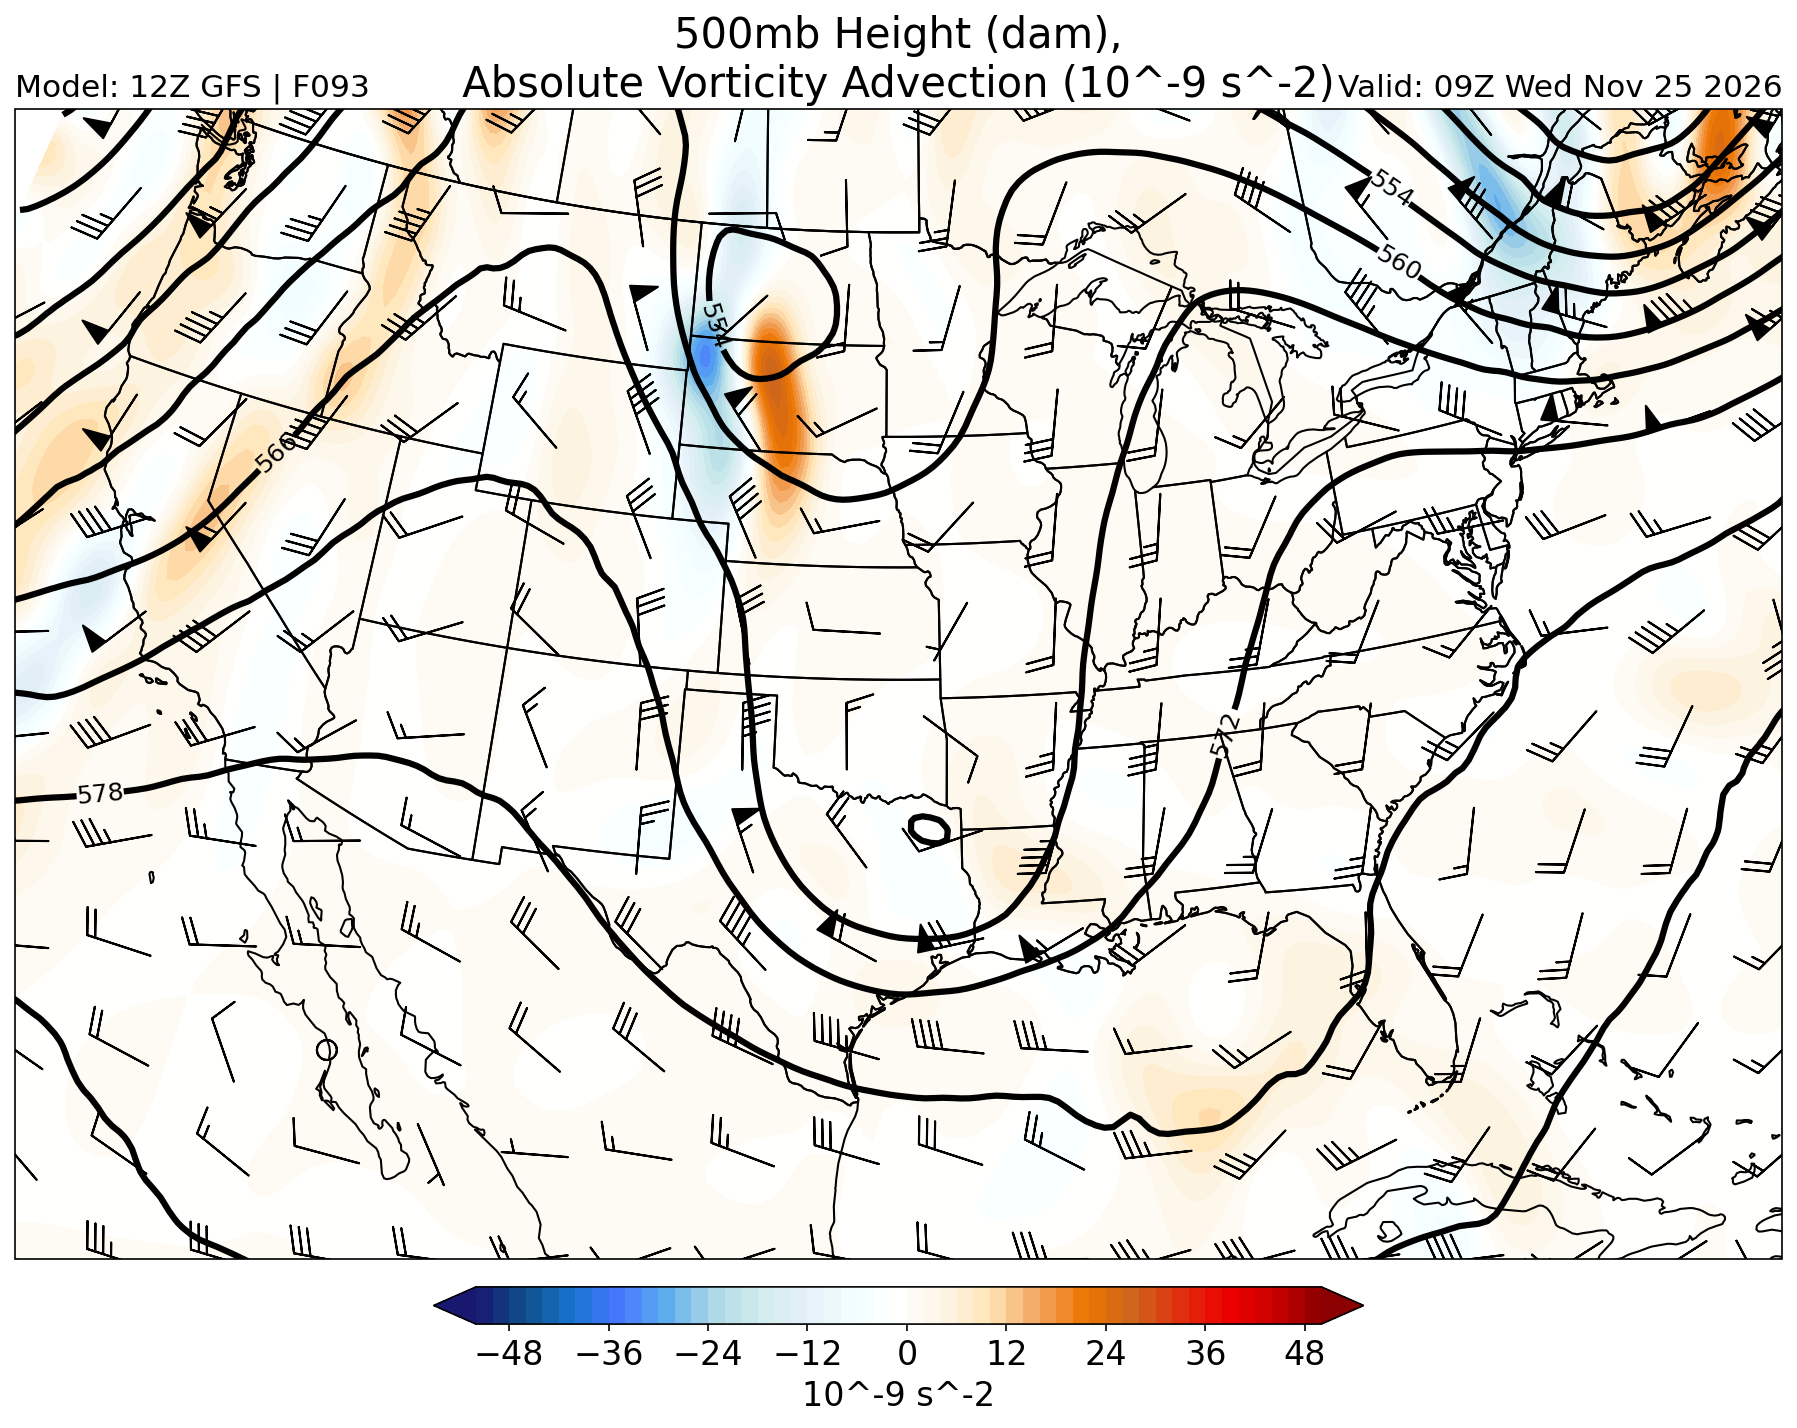 500mb Height (dam),
Model: 12Z GFS | F093
Absolute Vorticity Advection (10^-9 s^-2)
Valid: 09Z Wed Nov 25 2026
554
560
554
566
572
578
−48 −36 −24 −12 0 12 24 36 48
10^-9 s^-2